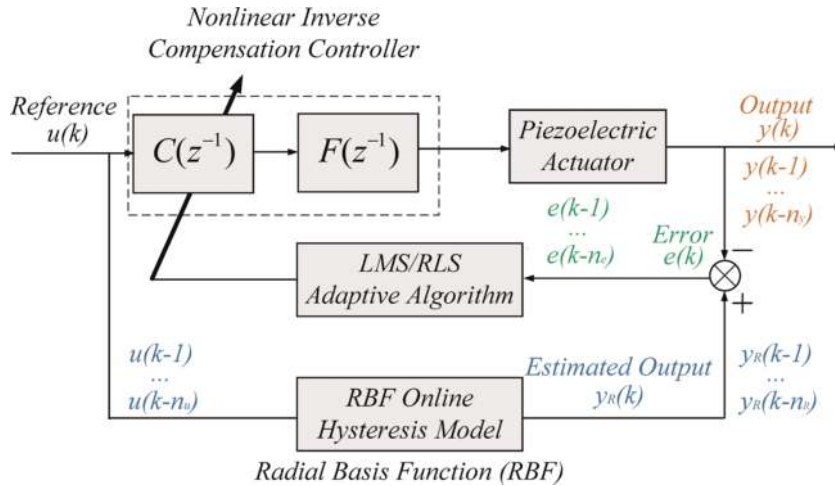 Nonlinear Inverse
Compensation Controller
Reference
u(k)
C(z⁻¹)
F(z⁻¹)
Piezoelectric
Actuator
Output
y(k)
y(k-1)
...
y(k-nᵧ)
e(k-1)
...
e(k-nₑ)
Error
e(k)
−
+
LMS/RLS
Adaptive Algorithm
u(k-1)
...
u(k-nᵤ)
RBF Online
Hysteresis Model
Estimated Output
y_R(k)
y_R(k-1)
...
y_R(k-n_R)
Radial Basis Function (RBF)